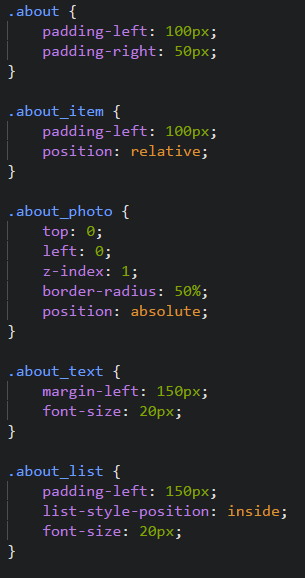 .about {
    padding-left: 100px;
    padding-right: 50px;
}

.about_item {
    padding-left: 100px;
    position: relative;
}

.about_photo {
    top: 0;
    left: 0;
    z-index: 1;
    border-radius: 50%;
    position: absolute;
}

.about_text {
    margin-left: 150px;
    font-size: 20px;
}

.about_list {
    padding-left: 150px;
    list-style-position: inside;
    font-size: 20px;
}